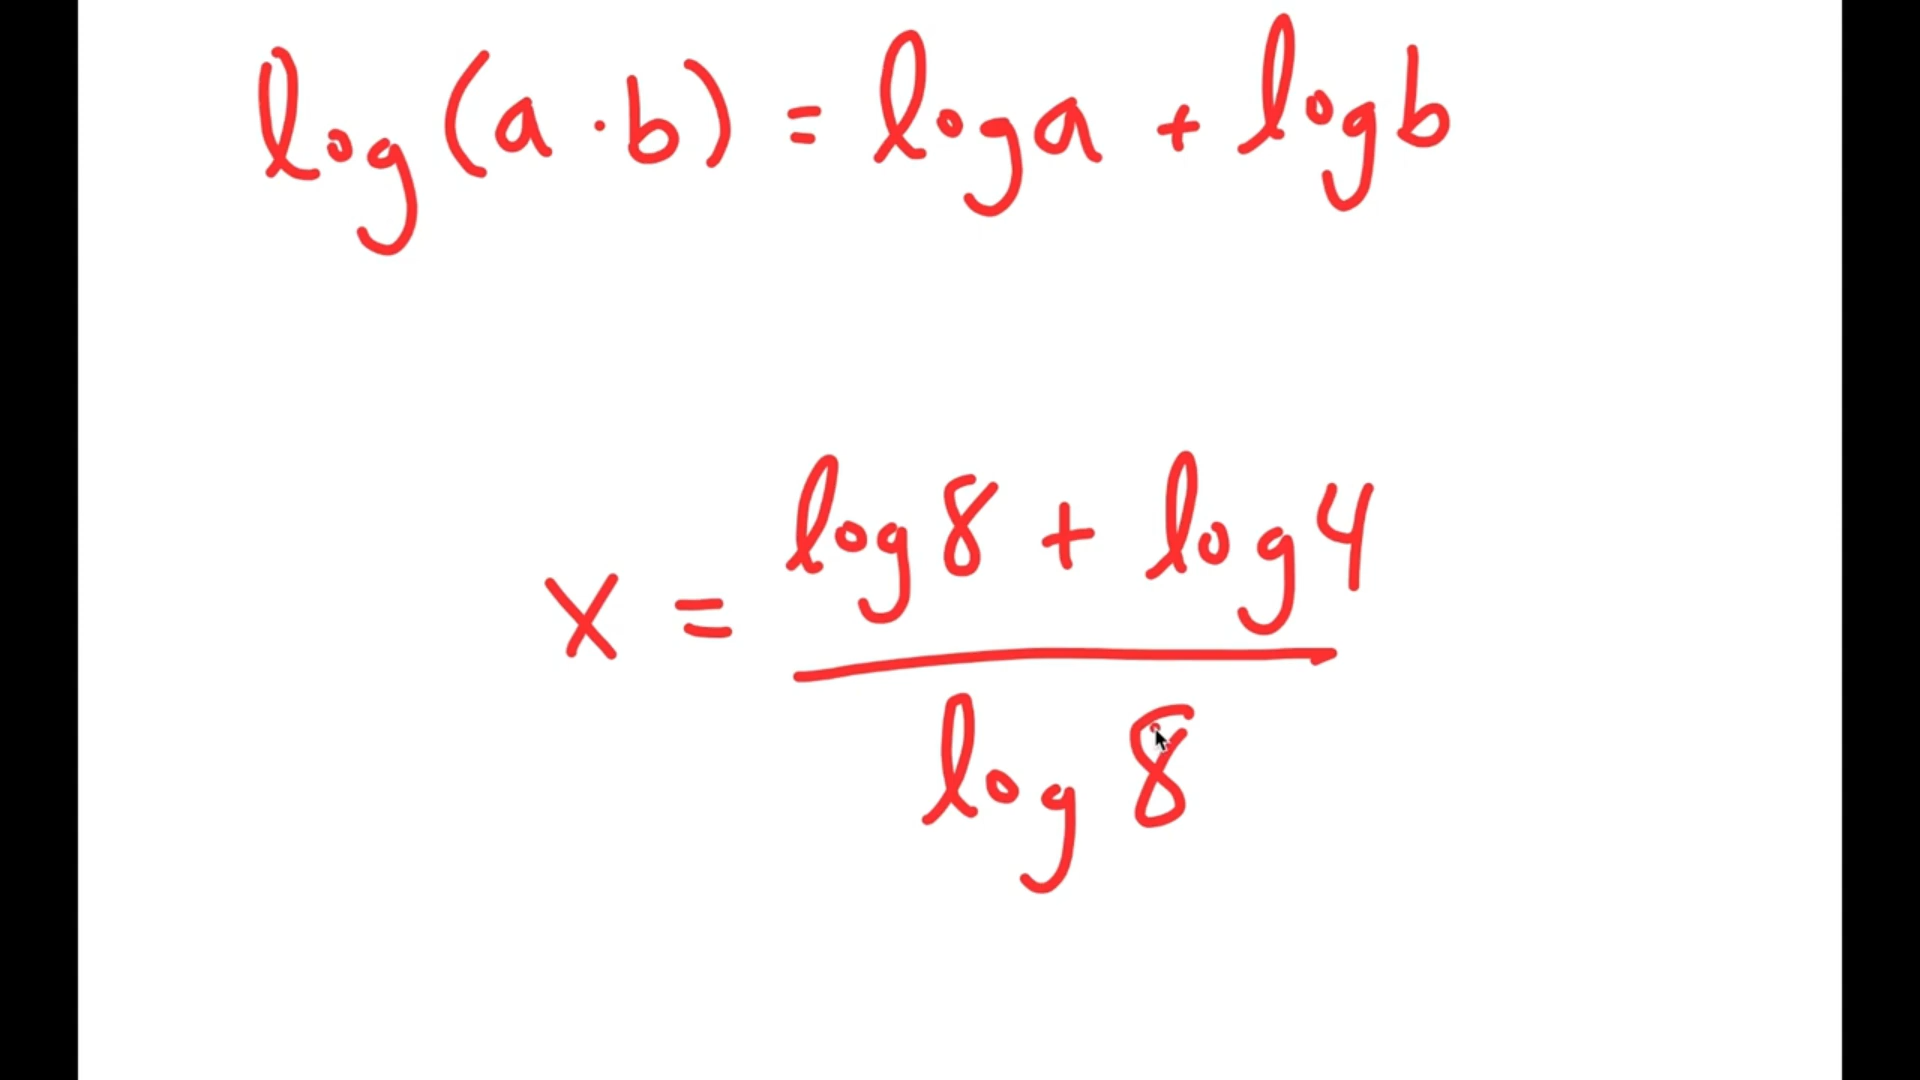 log(a · b) = log a + log b
x = (log 8 + log 4) / log 8